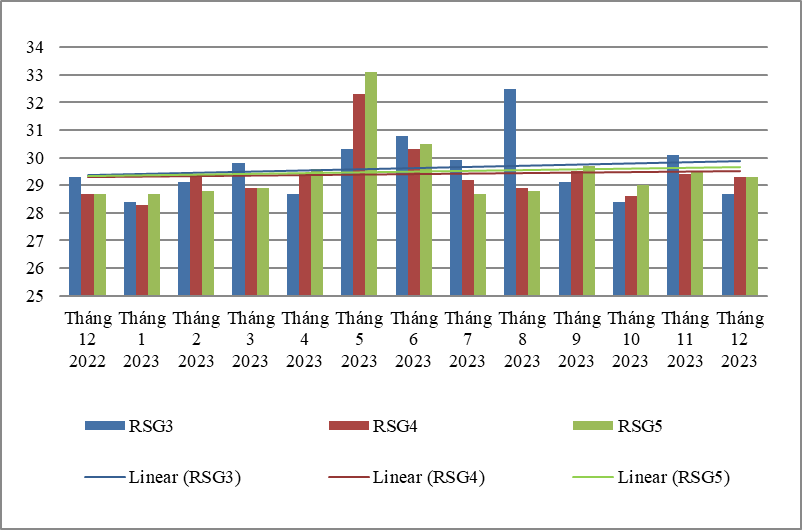 34
33
32
31
30
29
28
27
26
25
Tháng Tháng Tháng Tháng Tháng Tháng Tháng Tháng Tháng Tháng Tháng Tháng Tháng
12 1 2 3 4 5 6 7 8 9 10 11 12
2022 2023 2023 2023 2023 2023 2023 2023 2023 2023 2023 2023 2023
RSG3 RSG4 RSG5
Linear (RSG3) Linear (RSG4) Linear (RSG5)